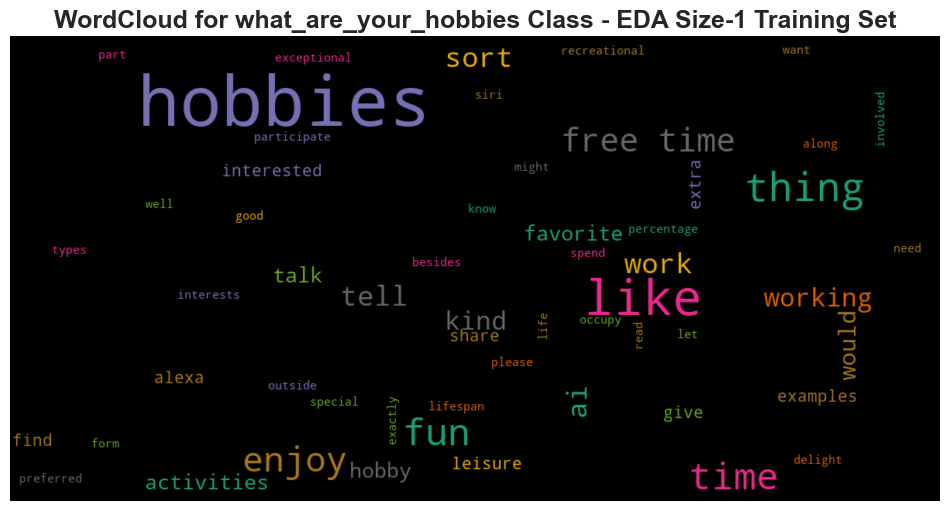 WordCloud for what_are_your_hobbies Class - EDA Size-1 Training Set
part
exceptional
sort
recreational
want
hobbies
siri
involved
participate
free time
along
interested
might
extra
thing
well
good
know
favorite
percentage
types
besides
spend
need
talk
work
interests
tell
like
working
kind
share
life
occupy
read
let
would
please
alexa
outside
special
lifespan
ai
examples
exactly
give
find
form
fun
enjoy
hobby
leisure
delight
preferred
activities
time